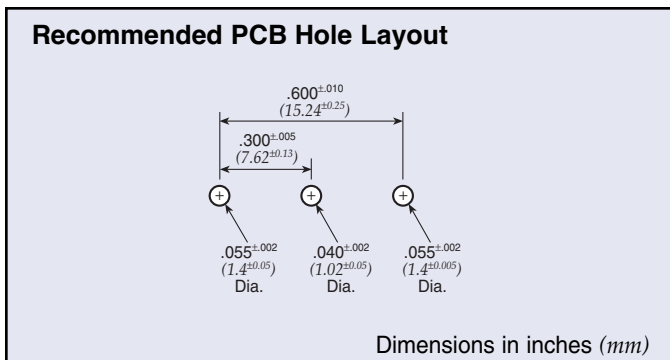 Recommended PCB Hole Layout
.600±.010
(15.24±0.25)
.300±.005
(7.62±0.13)
.055±.002 .040±.002 .055±.002
(1.4±0.05) (1.02±0.05) (1.4±0.005)
Dia. Dia. Dia.
Dimensions in inches (mm)